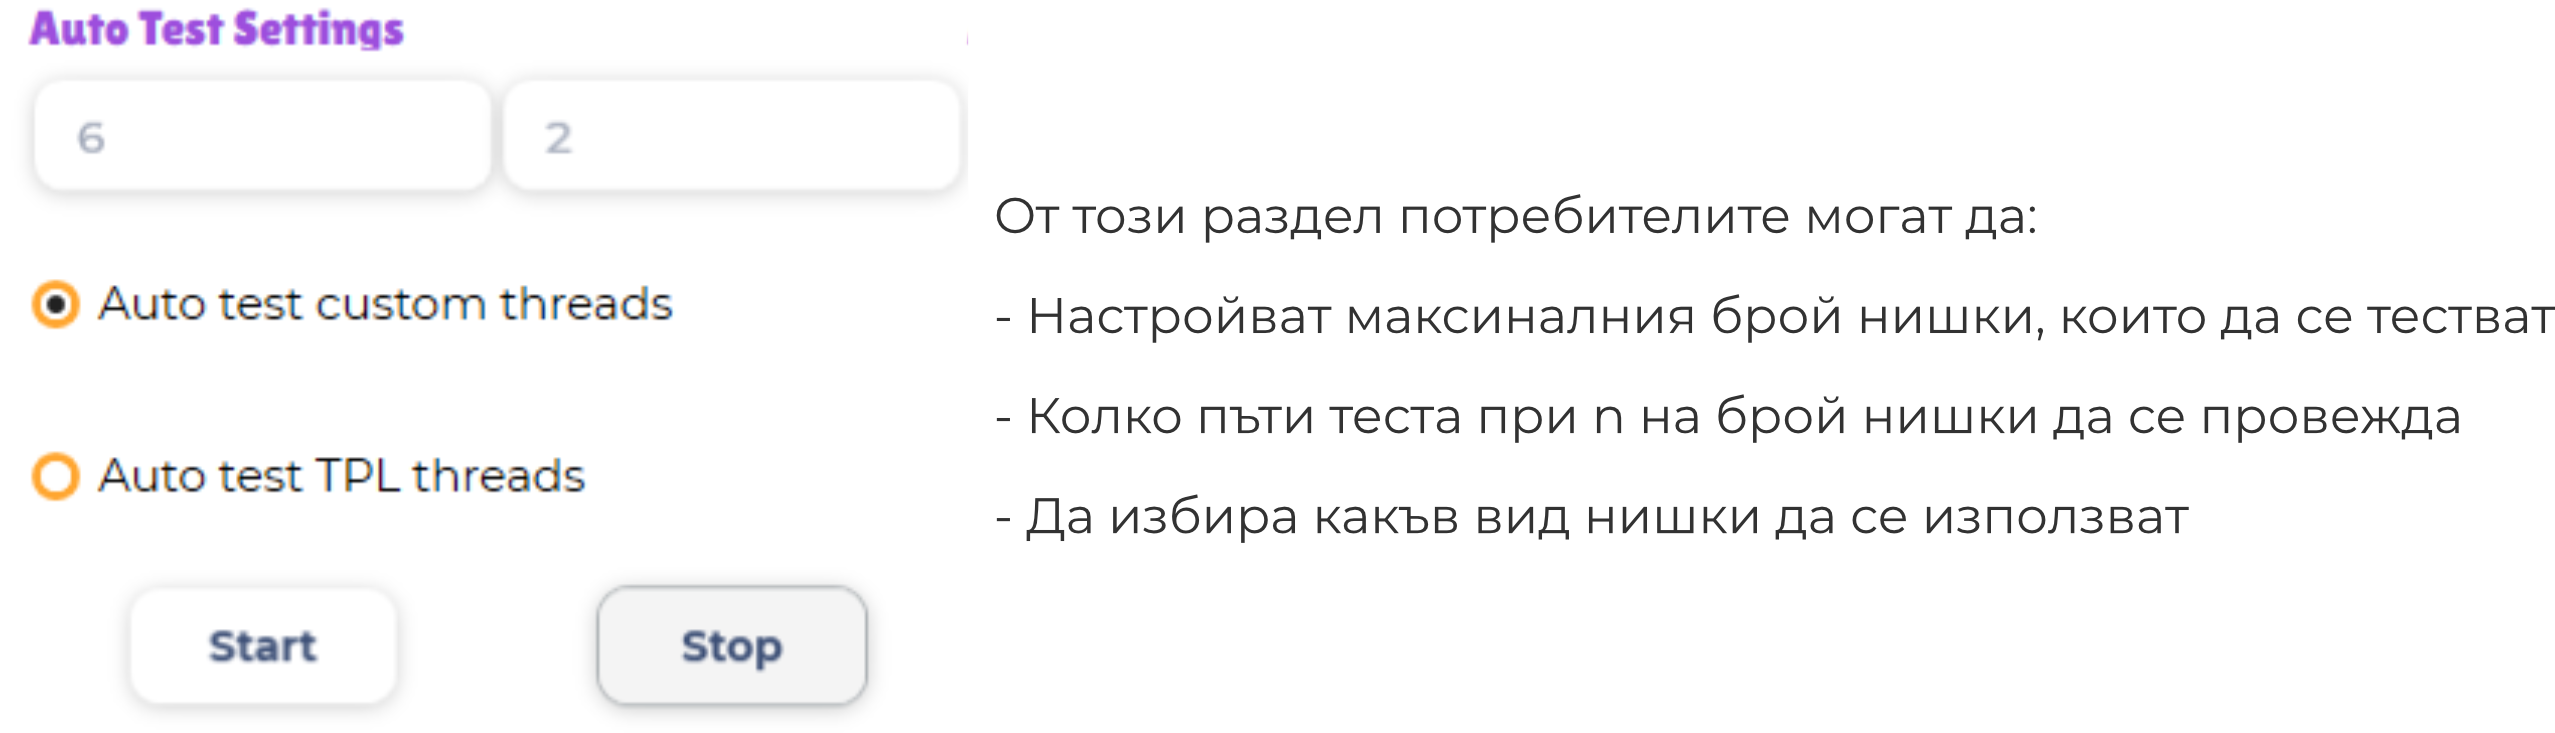 Auto Test Settings
6
2
Auto test custom threads
Auto test TPL threads
Start
Stop
От този раздел потребителите могат да:
- Настройват максиналния брой нишки, които да се тестват
- Колко пъти теста при n на брой нишки да се провежда
- Да избира какъв вид нишки да се използват